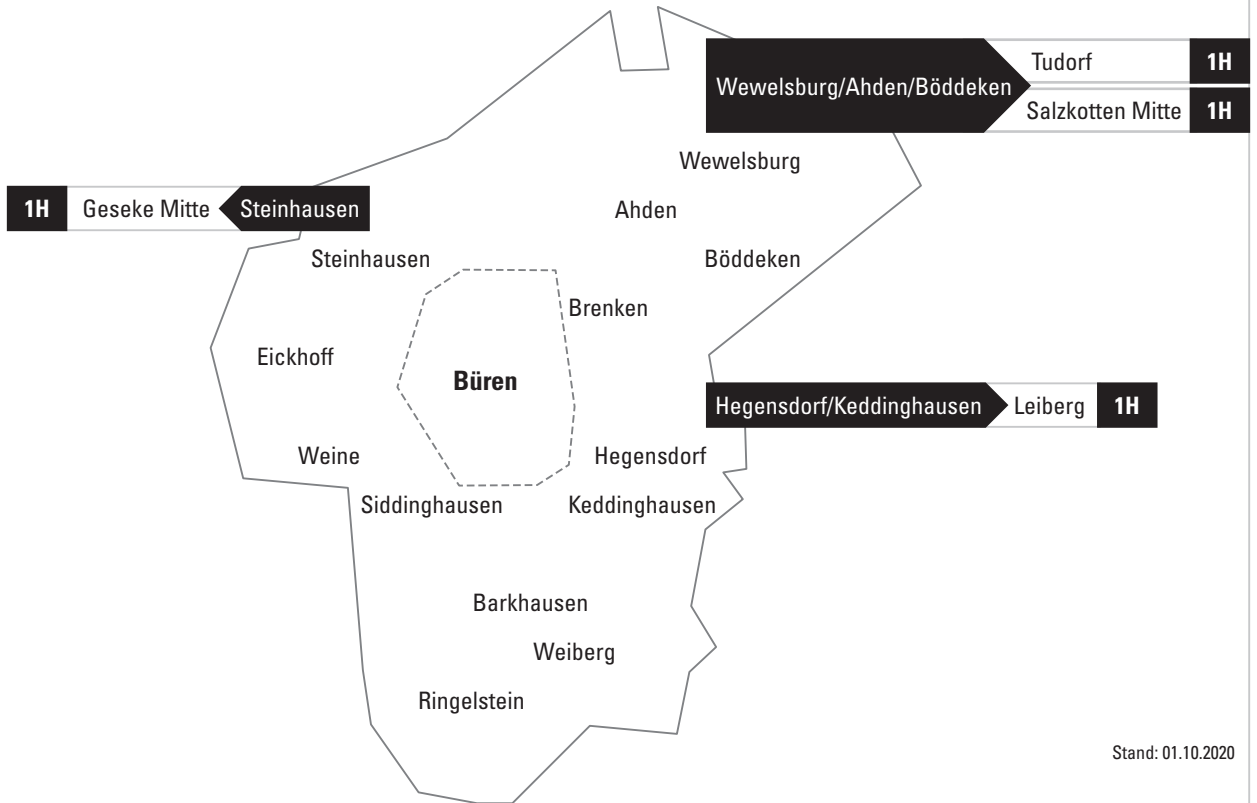 Tudorf 1H
Wewelsburg/Ahden/Böddeken
Salzkotten Mitte 1H
Wewelsburg
1H Geseke Mitte Steinhausen
Ahden
Steinhausen
Böddeken
Brenken
Eickhoff
Büren
Hegensdorf/Keddinghausen Leiberg 1H
Weine
Hegensdorf
Siddinghausen
Keddinghausen
Barkhausen
Weiberg
Ringelstein
Stand: 01.10.2020